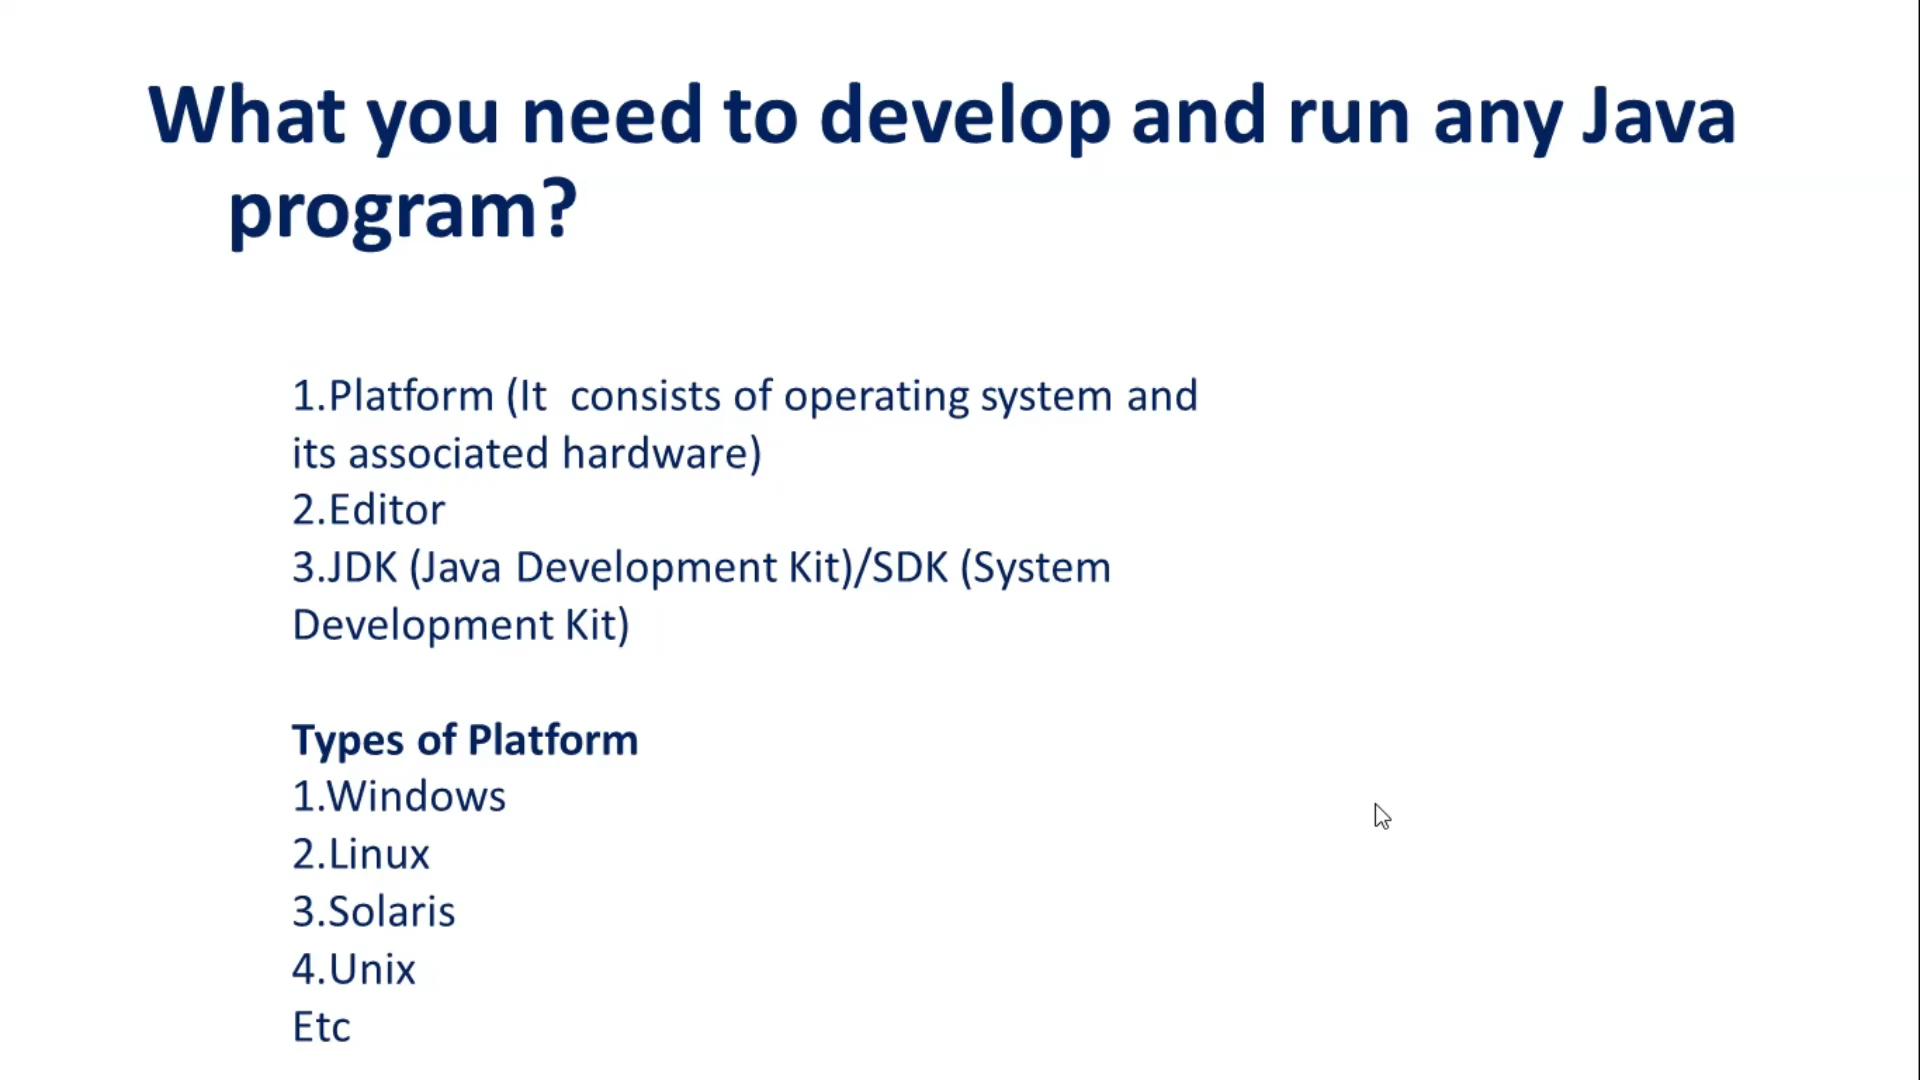 What you need to develop and run any Java
program?
1.Platform (It  consists of operating system and
its associated hardware)
2.Editor
3.JDK (Java Development Kit)/SDK (System
Development Kit)
Types of Platform
1.Windows
2.Linux
3.Solaris
4.Unix
Etc